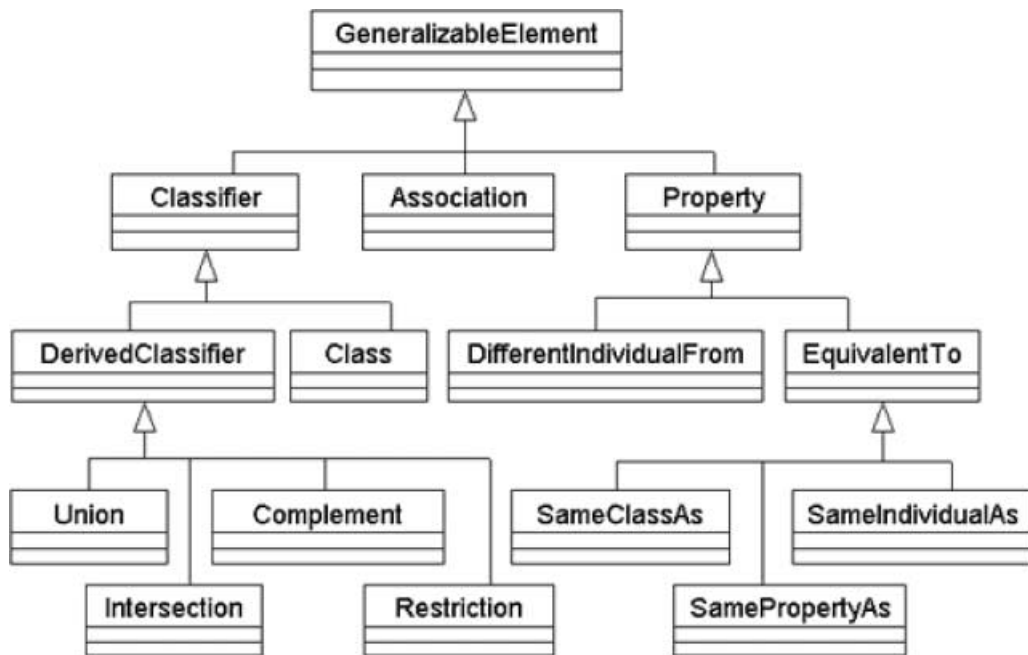 GeneralizableElement
Classifier
Association
Property
DerivedClassifier
Class
DifferentIndividualFrom
EquivalentTo
Union
Complement
SameClassAs
SameIndividualAs
Intersection
Restriction
SamePropertyAs